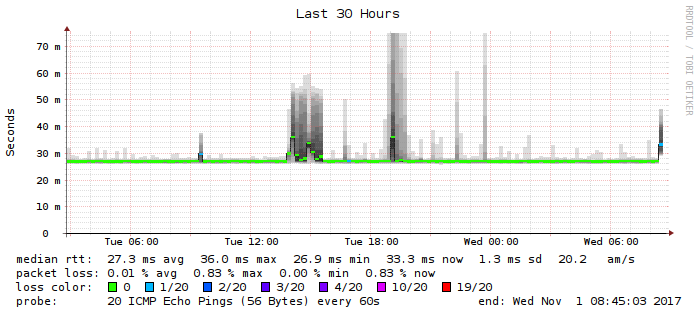 Last 30 Hours
RRDTOOL / TOBI OETIKER
Seconds
70 m
60 m
50 m
40 m
30 m
20 m
10 m
0
Tue 06:00 Tue 12:00 Tue 18:00 Wed 00:00 Wed 06:00
median rtt: 27.3 ms avg 36.0 ms max 26.9 ms min 33.3 ms now 1.3 ms sd 20.2 am/s
packet loss: 0.01 % avg 0.83 % max 0.00 % min 0.83 % now
loss color: 0 1/20 2/20 3/20 4/20 10/20 19/20
probe: 20 ICMP Echo Pings (56 Bytes) every 60s end: Wed Nov 1 08:45:03 2017